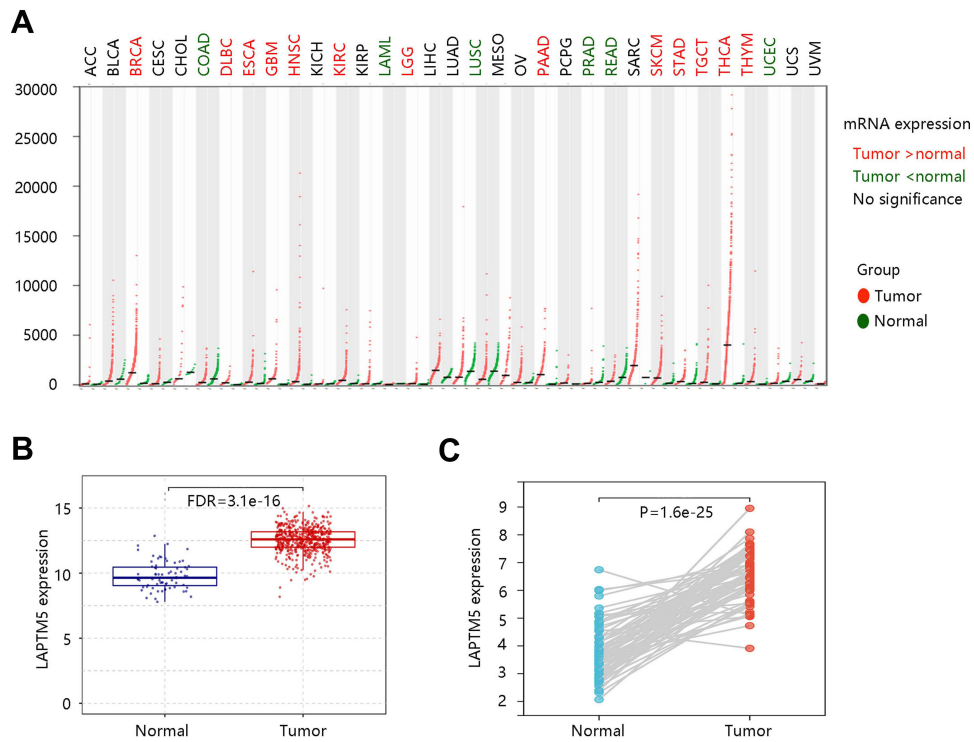 A
ACC BLCA BRCA CESC CHOL COAD DLBC ESCA GBM HNSC KICH KIRC KIRP LAML LGG LIHC LUAD LUSC MESO OV PAAD PCPG PRAD READ SARC SKCM STAD TGCT THCA THYM UCEC UCS UVM
30000
25000
20000
15000
10000
5000
0
mRNA expression
Tumor >normal
Tumor <normal
No significance
Group
Tumor
Normal
B
FDR=3.1e-16
LAPTM5 expression
15
10
5
0
Normal Tumor
C
P=1.6e-25
LAPTM5 expression
9
8
7
6
5
4
3
2
Normal Tumor